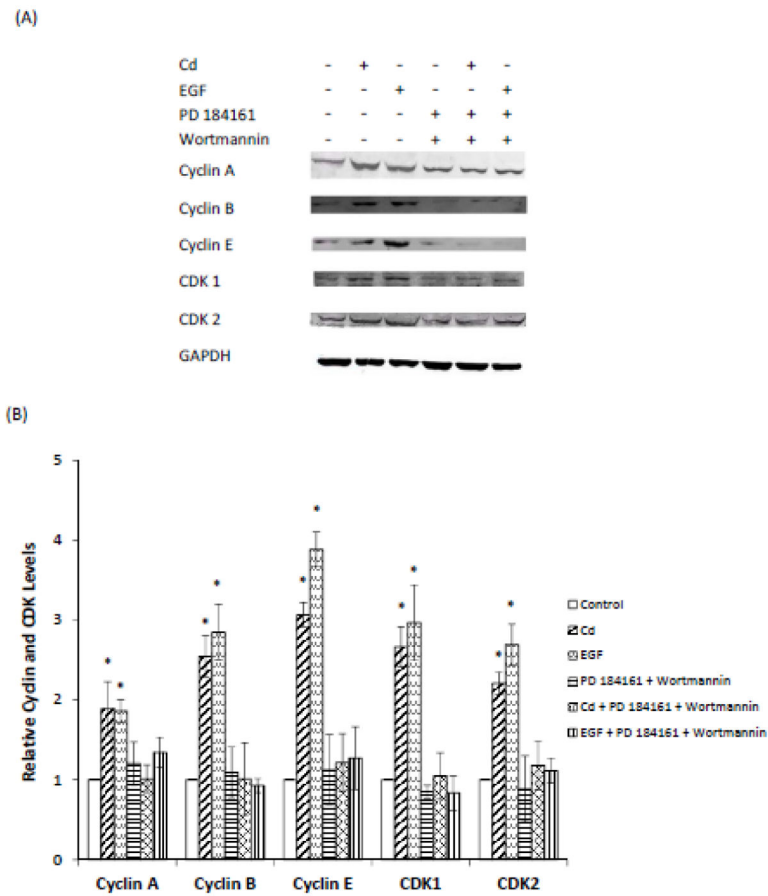 (A)
Cd - + - - + -
EGF - - + - - +
PD 184161 - - - + + +
Wortmannin - - - + + +
Cyclin A
Cyclin B
Cyclin E
CDK 1
CDK 2
GAPDH
(B)
Relative Cyclin and CDK Levels
5
4
3
2
1
0
* *
* *
* *
* *
* *
Cyclin A Cyclin B Cyclin E CDK1 CDK2
Control
Cd
EGF
PD 184161 + Wortmannin
Cd + PD 184161 + Wortmannin
EGF + PD 184161 + Wortmannin